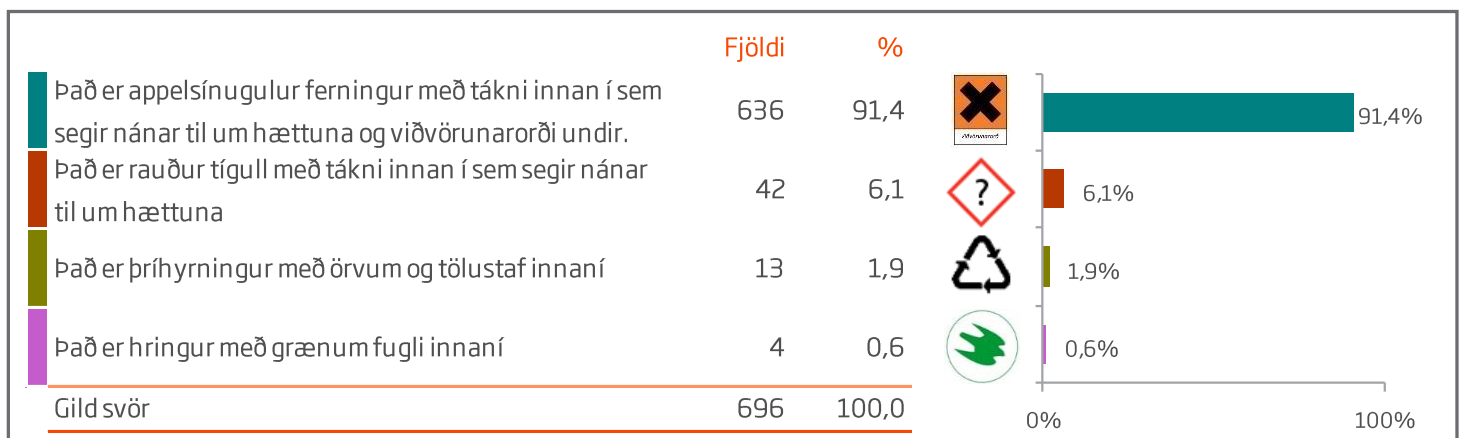 Fjöldi %
Það er appelsínugulur ferningur með tákni innan í sem
segir nánar til um hættuna og viðvörunarorði undir.
636 91,4
Viðvörunarorð
91,4%
Það er rauður tígull með tákni innan í sem segir nánar
til um hættuna
42 6,1
?
6,1%
Það er þríhyrningur með örvum og tölustaf innaní 13 1,9
1,9%
Það er hringur með grænum fugli innaní 4 0,6
0,6%
Gild svör 696 100,0
0% 100%